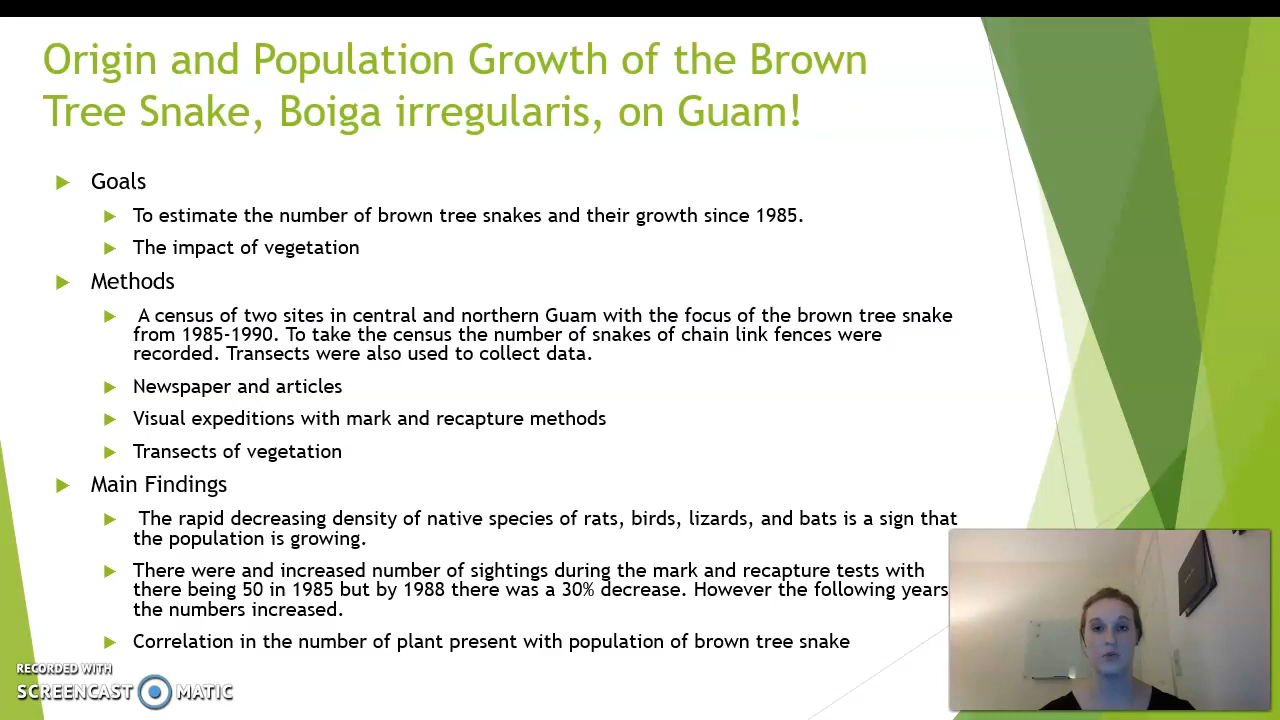 Origin and Population Growth of the Brown
Tree Snake, Boiga irregularis, on Guam!
Goals
To estimate the number of brown tree snakes and their growth since 1985.
The impact of vegetation
Methods
A census of two sites in central and northern Guam with the focus of the brown tree snake
from 1985-1990. To take the census the number of snakes of chain link fences were
recorded. Transects were also used to collect data.
Newspaper and articles
Visual expeditions with mark and recapture methods
Transects of vegetation
Main Findings
The rapid decreasing density of native species of rats, birds, lizards, and bats is a sign that
the population is growing.
There were and increased number of sightings during the mark and recapture tests with
there being 50 in 1985 but by 1988 there was a 30% decrease. However the following years
the numbers increased.
Correlation in the number of plant present with population of brown tree snake
RECORDED WITH
SCREENCAST MATIC